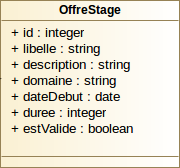 OffreStage
+ id : integer
+ libelle : string
+ description : string
+ domaine : string
+ dateDebut : date
+ duree : integer
+ estValide : boolean